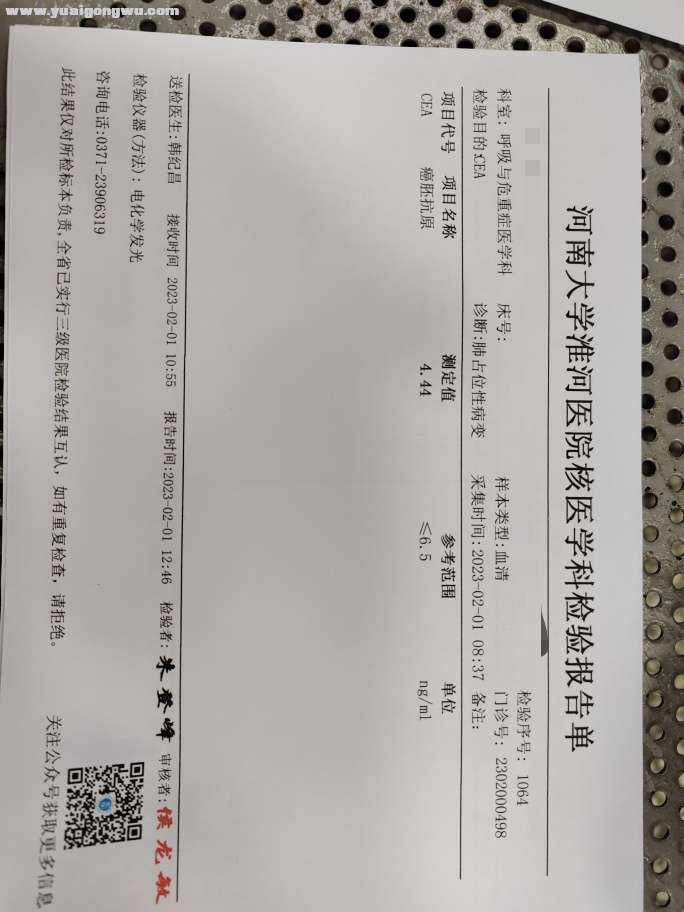 www.yuaigongwu.com
河南大学淮河医院核医学科检验报告单
检验序号: 1064
科室: 呼吸与危重症医学科 床号: 样本类型:血清 门诊号: 2302000498
检验目的:CEA 诊断:肺占位性病变 采集时间:2023-02-01 08:37 备注:
项目代号 项目名称 测定值 参考范围 单位
CEA 癌胚抗原 4.44 ≤6.5 ng/ml
送检医生:韩纪昌 接收时间 2023-02-01 10:55 报告时间:2023-02-01 12:46 检验者:朱登峰 审核者:侯龙敏
检验仪器(方法): 电化学发光
咨询电话:0371-23906319
此结果仅对所检标本负责,全省已实行三级医院检验结果互认, 如有重复检查, 请拒绝。
关注公众号获取更多信息